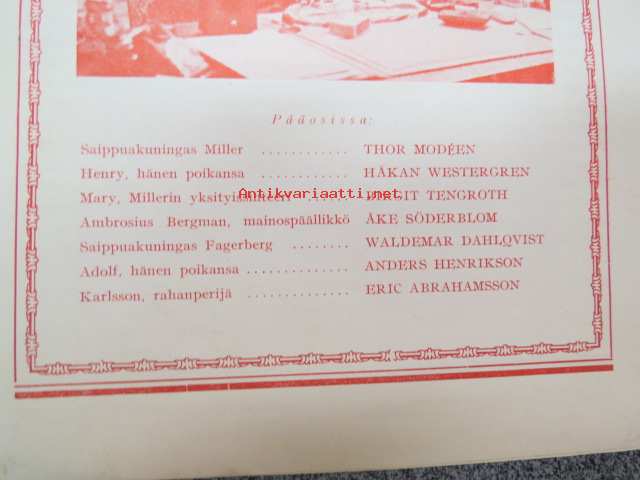 Pääosissa:
Saippuakuningas Miller ............ THOR MODÉEN
Henry, hänen poikansa ............ HÅKAN WESTERGREN
Mary, Millerin ...... TENGROTH
Antikvariaatti.net
Ambrosius Bergman, mainospäällikkö ÅKE SÖDERBLOM
Saippuakuningas Fagerberg ........ WALDEMAR DAHLQVIST
Adolf, hänen poikansa .............. ANDERS HENRIKSON
Karlsson, rahanperijä .............. ERIC ABRAHAMSSON